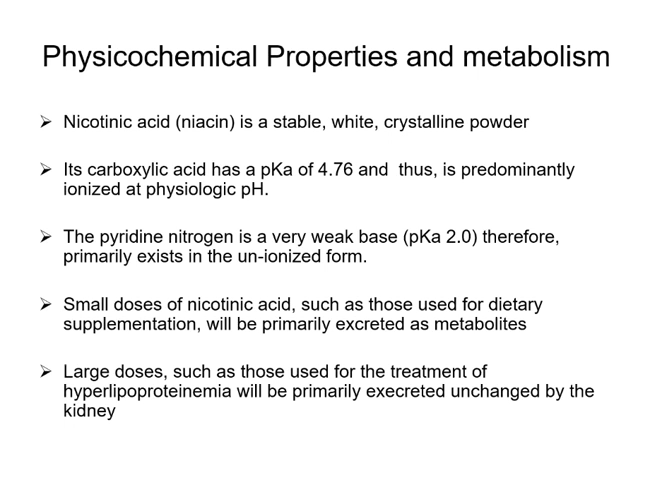 Physicochemical Properties and metabolism
➢ Nicotinic acid (niacin) is a stable, white, crystalline powder
➢ Its carboxylic acid has a pKa of 4.76 and  thus, is predominantly
ionized at physiologic pH.
➢ The pyridine nitrogen is a very weak base (pKa 2.0) therefore,
primarily exists in the un-ionized form.
➢ Small doses of nicotinic acid, such as those used for dietary
supplementation, will be primarily excreted as metabolites
➢ Large doses, such as those used for the treatment of
hyperlipoproteinemia will be primarily execreted unchanged by the
kidney